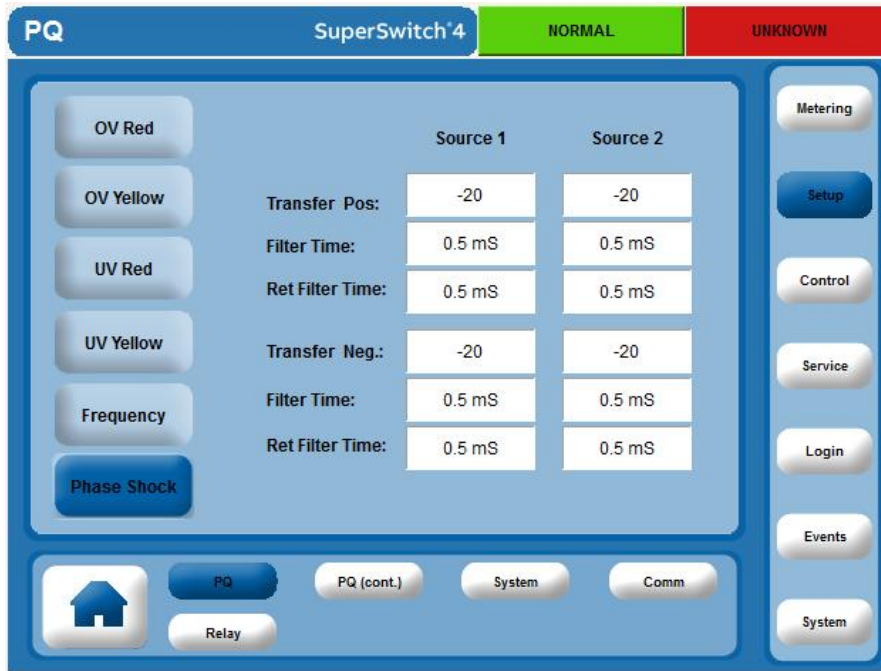 PQ
SuperSwitch®4
NORMAL
UNKNOWN
OV Red
OV Yellow
UV Red
UV Yellow
Frequency
Phase Shock
Source 1 Source 2
Transfer Pos: -20 -20
Filter Time: 0.5 mS 0.5 mS
Ret Filter Time: 0.5 mS 0.5 mS
Transfer Neg.: -20 -20
Filter Time: 0.5 mS 0.5 mS
Ret Filter Time: 0.5 mS 0.5 mS
Metering
Setup
Control
Service
Login
Events
System
PQ PQ (cont.) System Comm
Relay